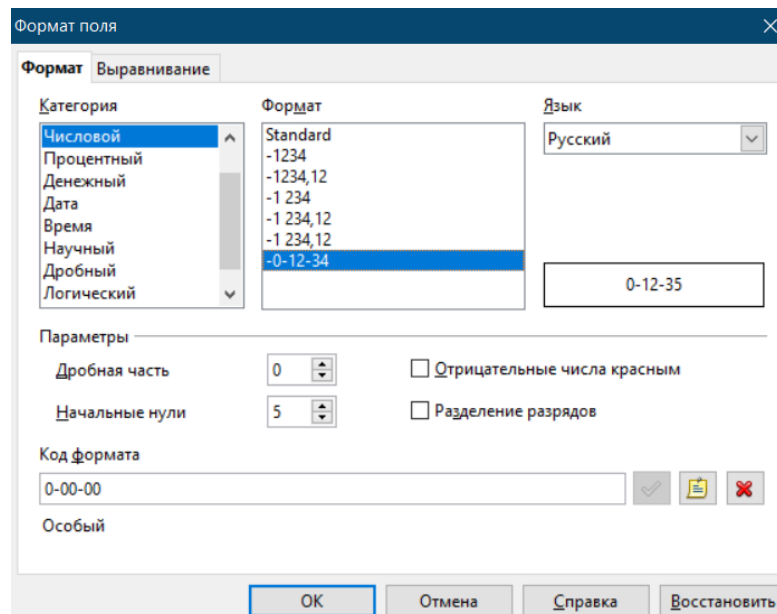 Формат поля
Формат Выравнивание
Категория
Числовой
Процентный
Денежный
Дата
Время
Научный
Дробный
Логический
Формат
Standard
-1234
-1234,12
-1 234
-1 234,12
-1 234,12
-0-12-34
Язык
Русский
0-12-35
Параметры
Дробная часть 0
Отрицательные числа красным
Начальные нули 5
Разделение разрядов
Код формата
0-00-00
Особый
ОК Отмена Справка Восстановить